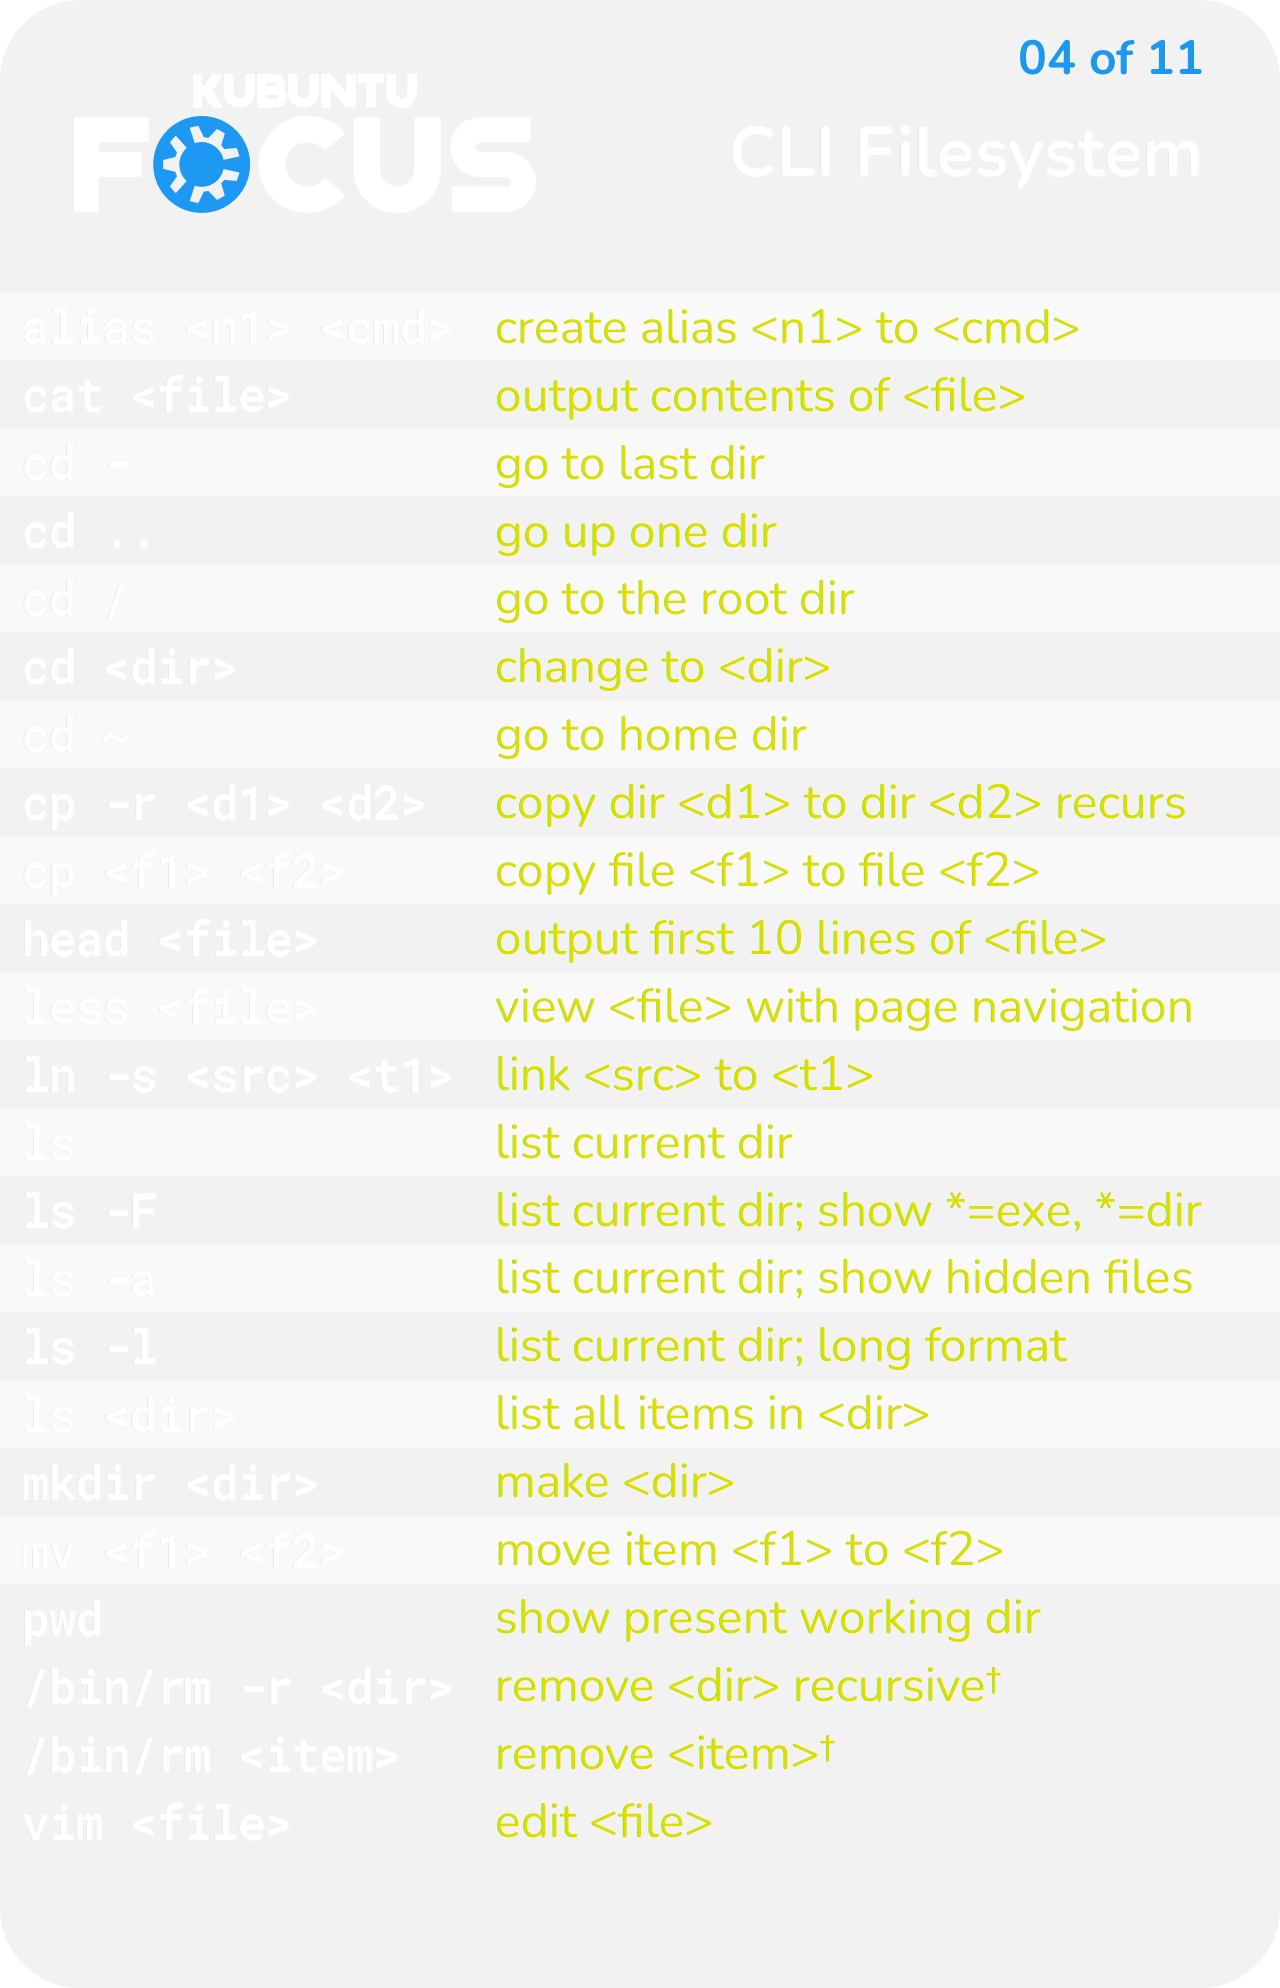 04 of 11
KUBUNTU
FOCUS
CLI Filesystem
alias <n1> <cmd> create alias <n1> to <cmd>
cat <file> output contents of <file>
cd - go to last dir
cd .. go up one dir
cd / go to the root dir
cd <dir> change to <dir>
cd ~ go to home dir
cp -r <d1> <d2> copy dir <d1> to dir <d2> recurs
cp <f1> <f2> copy file <f1> to file <f2>
head <file> output first 10 lines of <file>
less <file> view <file> with page navigation
ln -s <src> <t1> link <src> to <t1>
ls list current dir
ls -F list current dir; show *=exe, *=dir
ls -a list current dir; show hidden files
ls -l list current dir; long format
ls <dir> list all items in <dir>
mkdir <dir> make <dir>
mv <f1> <f2> move item <f1> to <f2>
pwd show present working dir
/bin/rm -r <dir> remove <dir> recursive†
/bin/rm <item> remove <item>†
vim <file> edit <file>